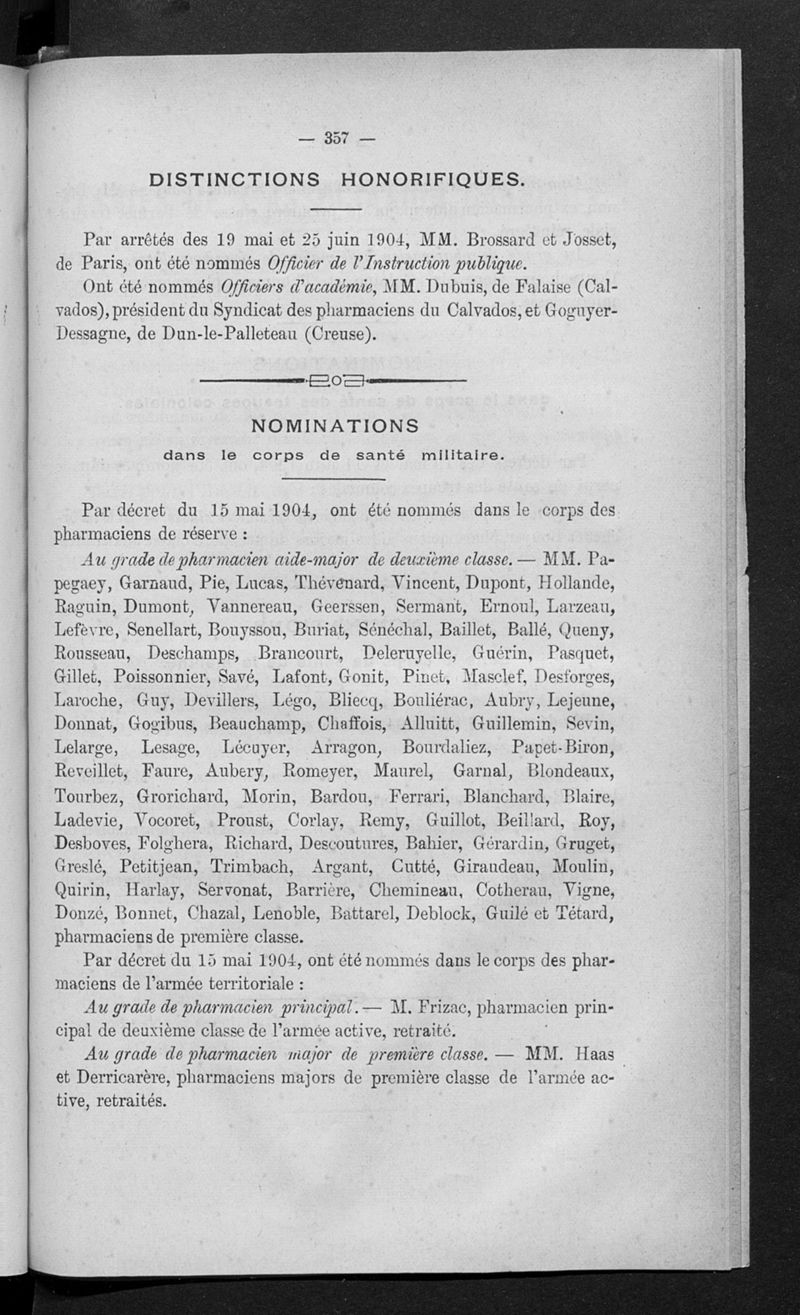 — 357 —
DISTINCTIONS HONORIFIQUES.
Par arrêtés des 19 mai et 25 juin 1904, MM. Brossard et Josset,
de Paris, ont été nommés Officier de l'Instruction publique.
Ont été nommés Officiers d'académie, MM. Dubuis, de Falaise (Cal-
vados), président du Syndicat des pharmaciens du Calvados, et Goguyer-
Dessagne, de Dun-le-Palleteau (Creuse).
NOMINATIONS
dans le corps de santé militaire.
Par décret du 15 mai 1904, ont été nommés dans le corps des
pharmaciens de réserve :
Au grade de pharmacien aide-major de deuxième classe. — MM. Pa-
pegaey, Garnaud, Pie, Lucas, Thévenard, Vincent, Dupont, Hollande,
Raguin, Dumont, Vannereau, Geerssen, Sermant, Ernoul, Larzeau,
Lefèvre, Senellart, Bouyssou, Buriat, Sénéchal, Baillet, Ballé, Queny,
Rousseau, Deschamps, Brancourt, Deleruyelle, Guérin, Pasquet,
Gillet, Poissonnier, Savé, Lafont, Gonit, Pinet, Masclef, Desforges,
Laroche, Guy, Devillers, Légo, Bliecq, Bouliérac, Aubry, Lejeune,
Donnat, Gogibus, Beauchamp, Chaffois, Alluitt, Guillemin, Sevin,
Lelarge, Lesage, Lécuyer, Arragon, Bourdaliez, Papet-Biron,
Reveillet, Faure, Aubery, Romeyer, Maurel, Garnal, Blondeaux,
Tourbez, Grorichard, Morin, Bardou, Ferrari, Blanchard, Blaire,
Ladevie, Vocoret, Proust, Corlay, Remy, Guillot, Beillard, Roy,
Desboves, Folghera, Richard, Descoutures, Bahier, Gérardin, Gruget,
Greslé, Petitjean, Trimbach, Argant, Cutté, Giraudeau, Moulin,
Quirin, Harlay, Servonat, Barrière, Chemineau, Cotherau, Vigne,
Donzé, Bonnet, Chazal, Lenoble, Battarel, Deblock, Guilé et Tétard,
pharmaciens de première classe.
Par décret du 15 mai 1904, ont été nommés dans le corps des phar-
maciens de l'armée territoriale :
Au grade de pharmacien principal. — M. Frizac, pharmacien prin-
cipal de deuxième classe de l'armée active, retraité.
Au grade de pharmacien major de première classe. — MM. Haas
et Derricarère, pharmaciens majors de première classe de l'armée ac-
tive, retraités.